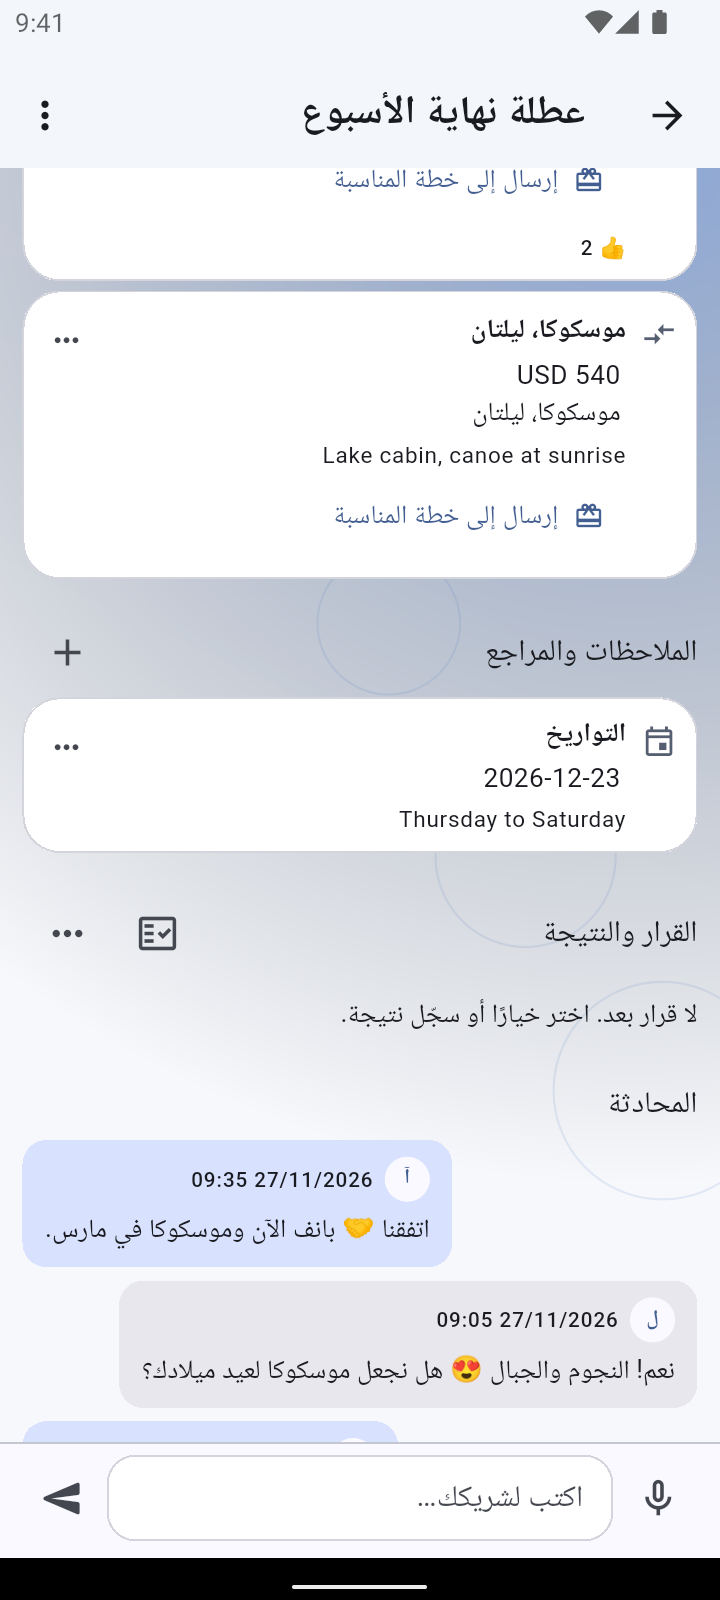 9:41
عطلة نهاية الأسبوع
إرسال إلى خطة المناسبة
👍 2
موسكوكا، ليلتان
USD 540
موسكوكا، ليلتان
Lake cabin, canoe at sunrise
إرسال إلى خطة المناسبة
الملاحظات والمراجع
التواريخ
2026-12-23
Thursday to Saturday
القرار والنتيجة
لا قرار بعد. اختر خيارًا أو سجّل نتيجة.
المحادثة
آ 27/11/2026 09:35
اتفقنا 🤝 بانف الآن وموسكوكا في مارس.
ل 27/11/2026 09:05
نعم! النجوم والجبال 😍 هل نجعل موسكوكا لعيد ميلادك؟
اكتب لشريكك...